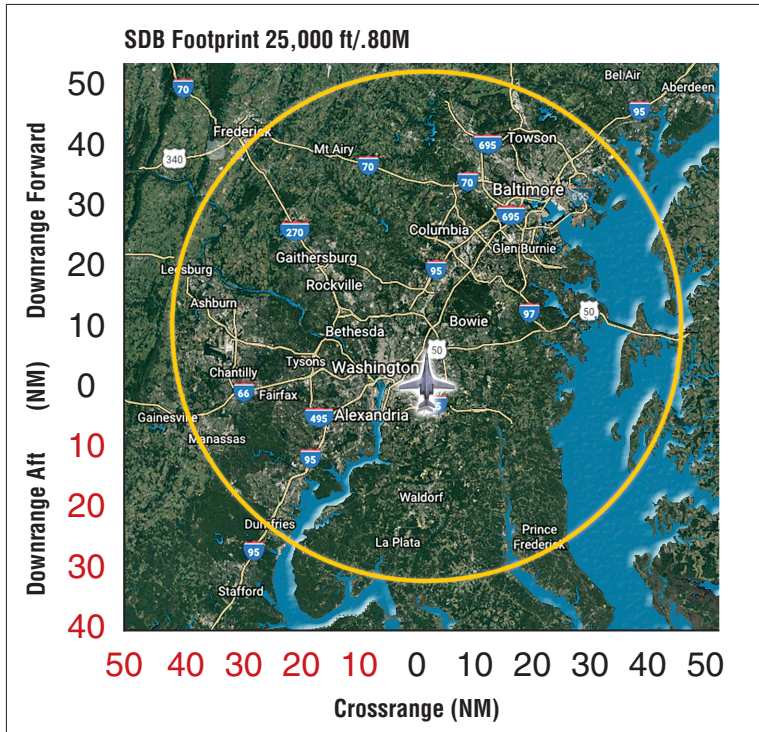 SDB Footprint 25,000 ft/.80M
50
40
30
20
10
0
10
20
30
40
Downrange Forward
(NM)
Downrange Aft
Bel Air
Aberdeen
70
95
Frederick
Towson
695
340
Mt Airy
70
70
Baltimore
695
695
270
Columbia
Glen Burnie
Gaithersburg
95
Leesburg
Rockville
Ashburn
97
50
Bowie
Bethesda
50
Tysons
Washington
Chantilly
66
Fairfax
495
Alexandria
Gainesville
Manassas
95
Waldorf
Dumfries
Prince
Frederick
La Plata
95
Stafford
50
40
30
20
10
0
10
20
30
40
50
Crossrange (NM)